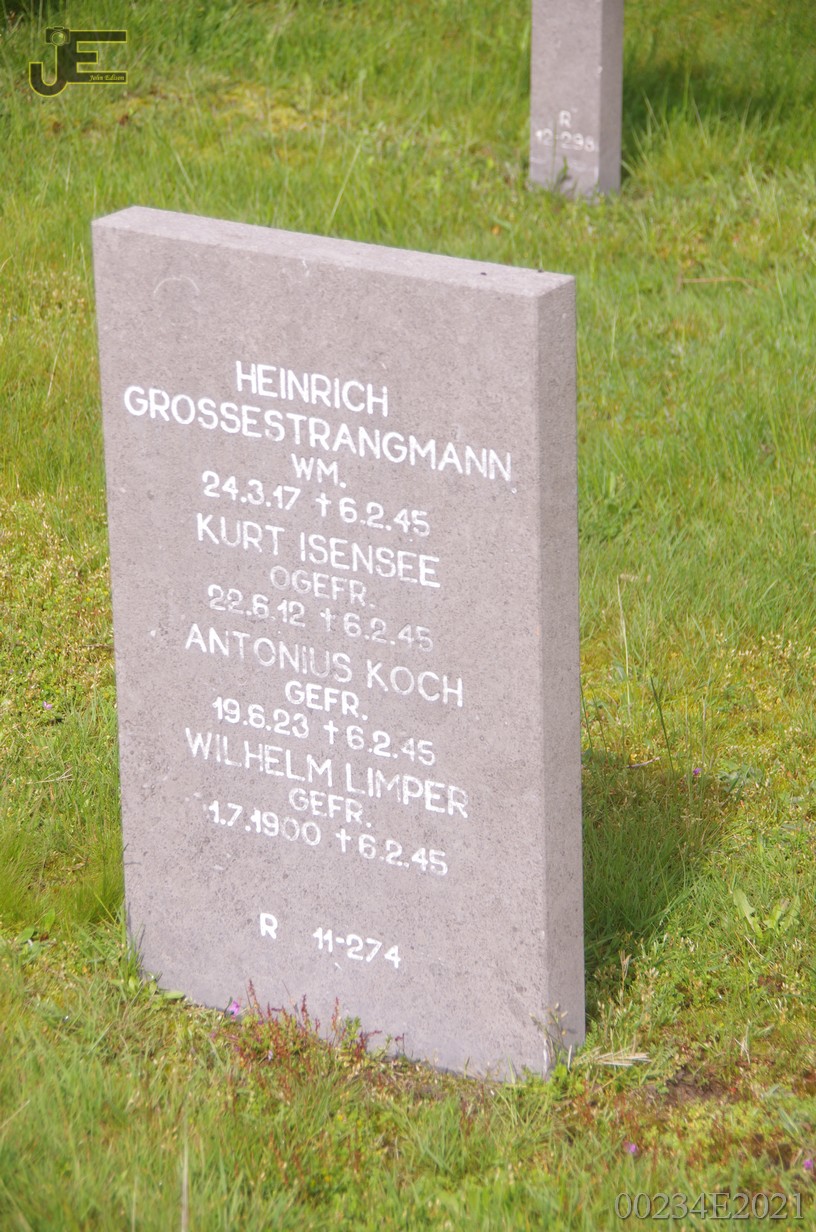 JE
John Edison
R
12-298
HEINRICH
GROSSESTRANGMANN
WM.
24.3.17 †6.2.45
KURT ISENSEE
OGEFR.
22.6.12 †6.2.45
ANTONIUS KOCH
GEFR.
19.6.23 †6.2.45
WILHELM LIMPER
GEFR.
1.7.1900 †6.2.45
R 11-274
00234E2021